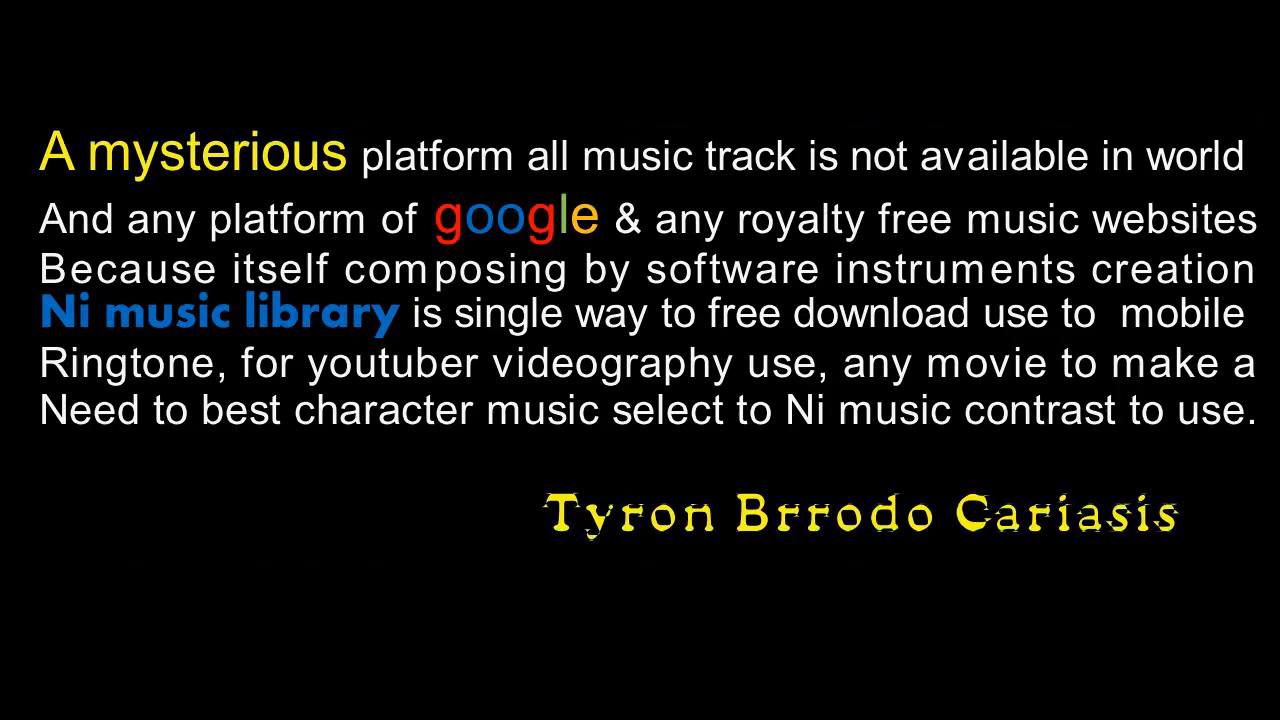 A mysterious platform all music track is not available in world
And any platform of google & any royalty free music websites
Because itself composing by software instruments creation
Ni music library is single way to free download use to mobile
Ringtone, for youtuber videography use, any movie to make a
Need to best character music select to Ni music contrast to use.
Tyron Brrodo Cariasis